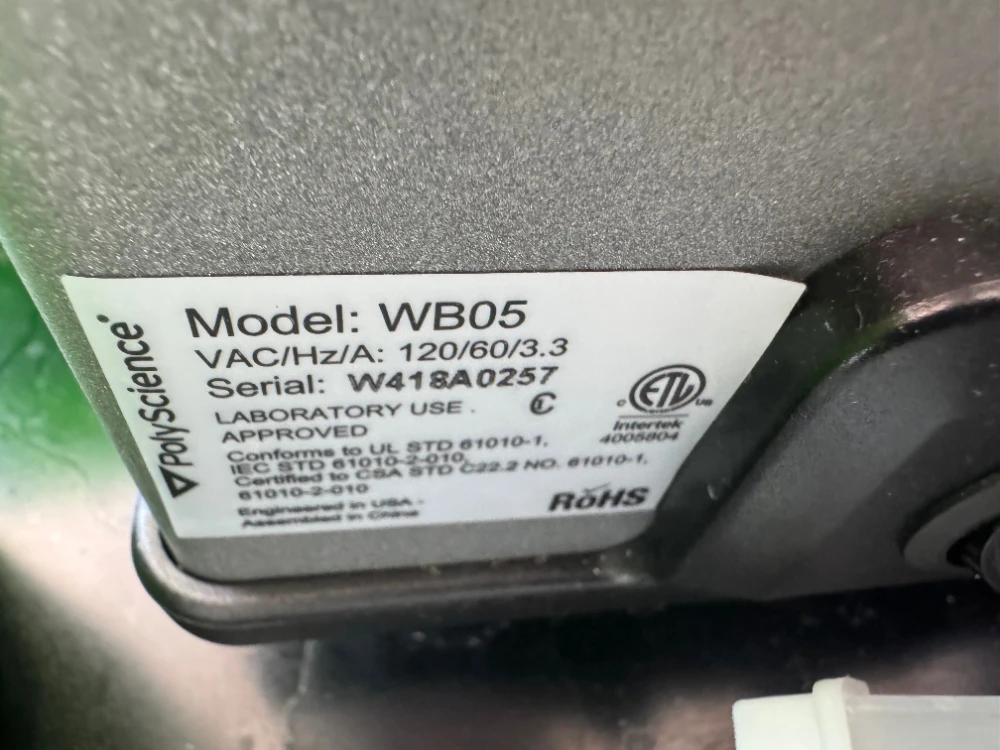 PolyScience
Model: WB05
VAC/Hz/A: 120/60/3.3
Serial: W418A0257
C
LABORATORY USE .
APPROVED
Conforms to UL STD 61010-1,
IEC STD 61010-2-010,
Certified to CSA STD C22.2 NO. 61010-1,
61010-2-010
Engineered in USA -
Assembled in China
C ETL US
Intertek
4005804
RoHS